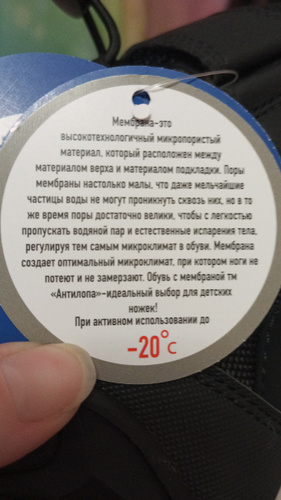 Мембрана-это
высокотехнологичный микропористый
материал, который расположен между
материалом верха и материалом подкладки. Поры
мембраны настолько малы, что даже мельчайшие
частицы воды не могут проникнуть сквозь них, но в то
же время поры достаточно велики, чтобы с легкостью
пропускать водяной пар и естественные испарения тела,
регулируя тем самым микроклимат в обуви. Мембрана
создает оптимальный микроклимат, при котором ноги не
потеют и не замерзают. Обувь с мембраной тм
«Антилопа»-идеальный выбор для детских
ножек!
При активном использовании до
-20°С